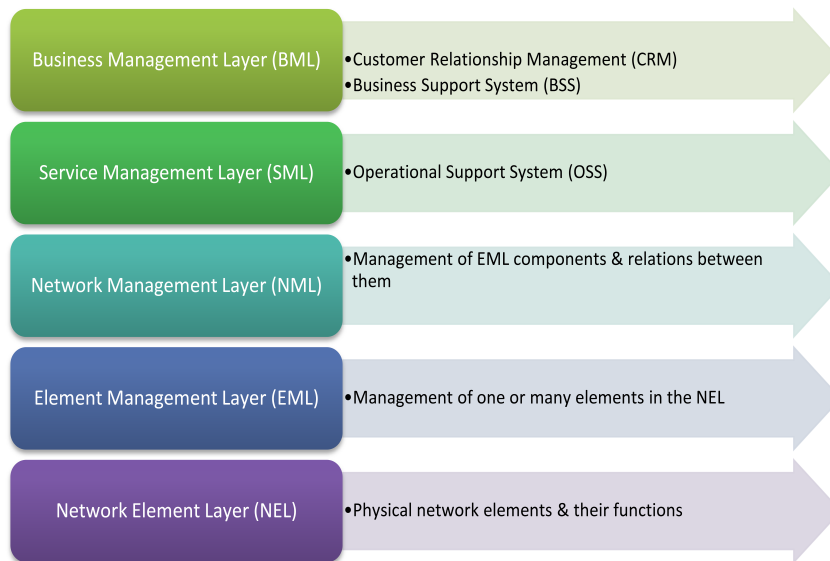 Business Management Layer (BML)
•Customer Relationship Management (CRM)
•Business Support System (BSS)
Service Management Layer (SML)
•Operational Support System (OSS)
Network Management Layer (NML)
•Management of EML components & relations between
them
Element Management Layer (EML)
•Management of one or many elements in the NEL
Network Element Layer (NEL)
•Physical network elements & their functions